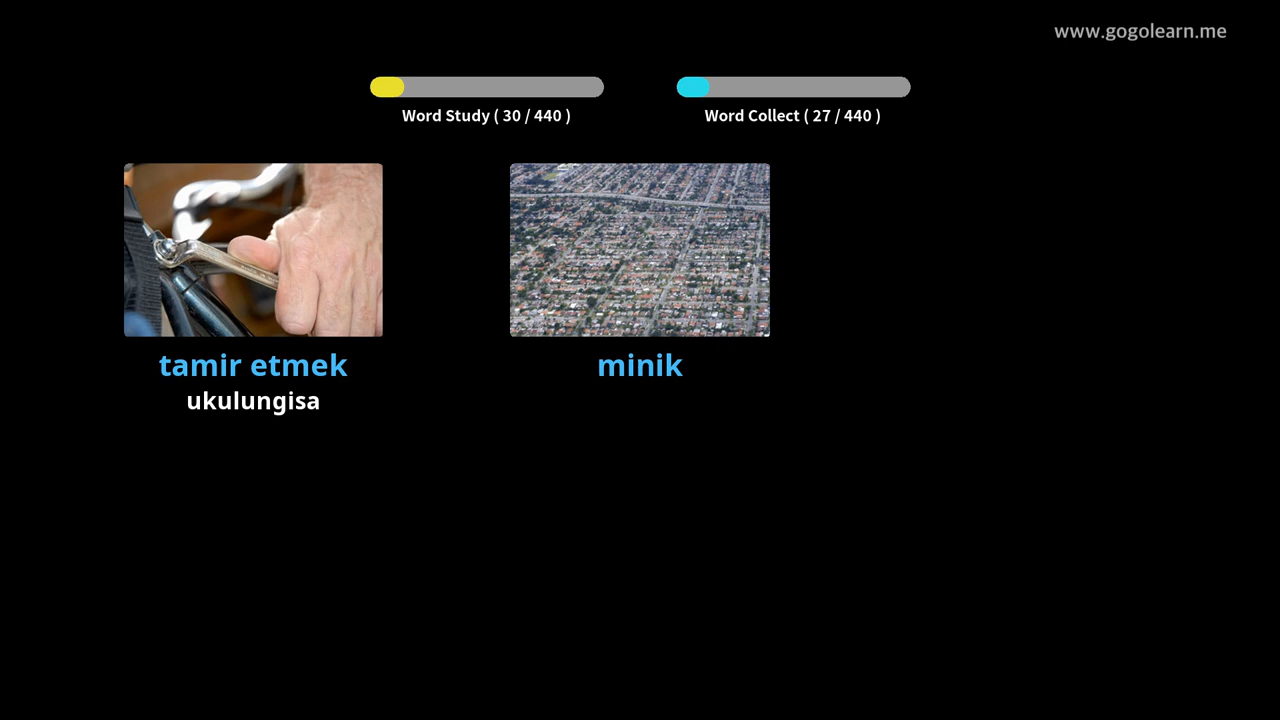 www.gogolearn.me
Word Study ( 30 / 440 )
Word Collect ( 27 / 440 )
tamir etmek
ukulungisa
minik